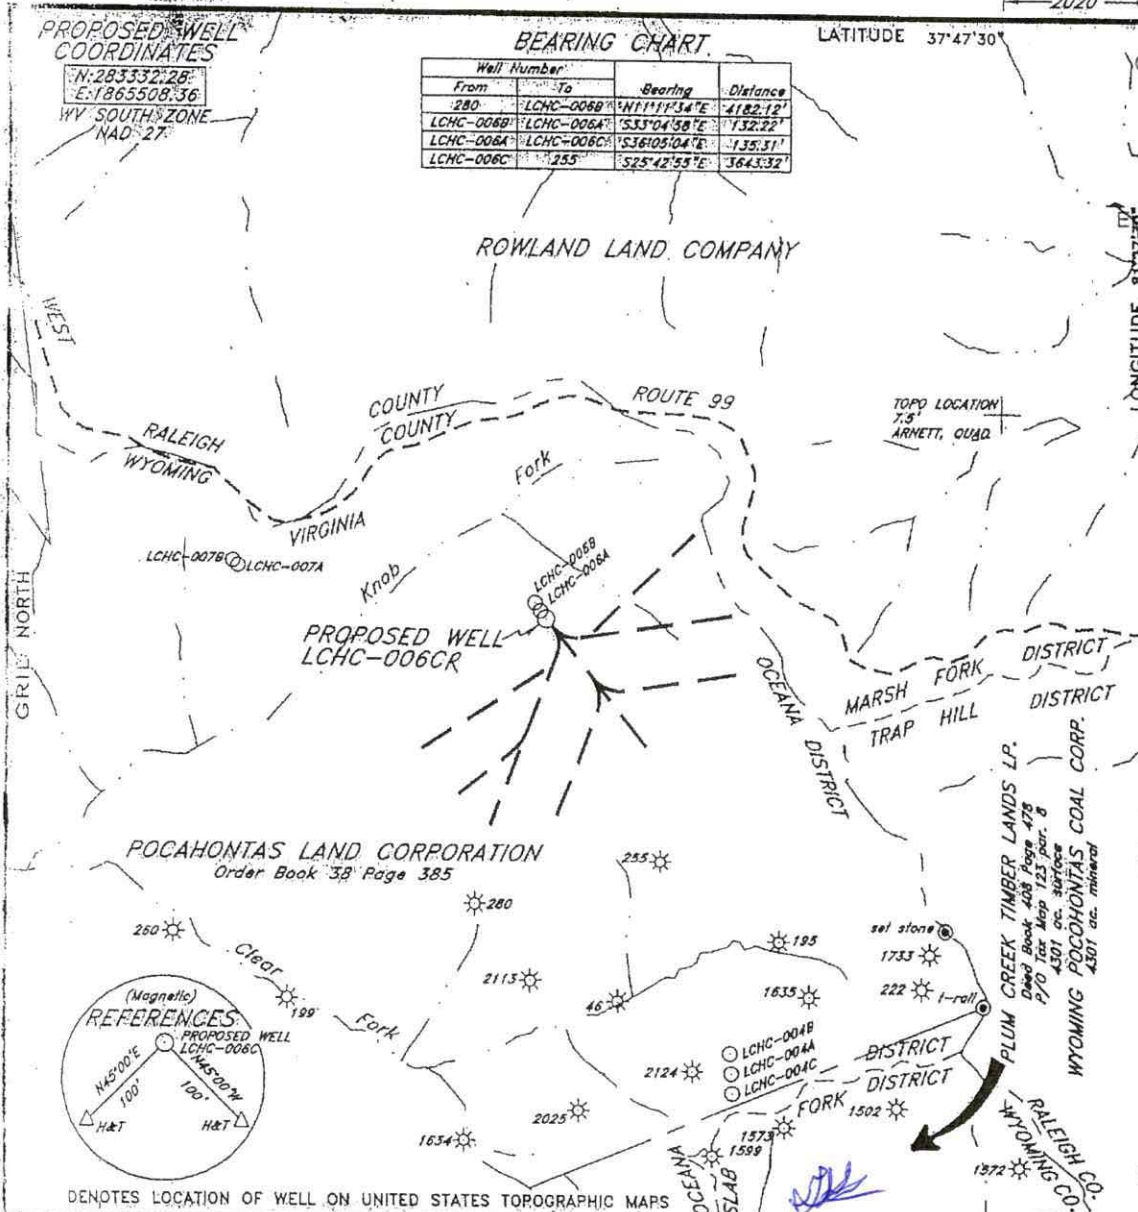 2020
PROPOSED WELL
COORDINATES
N:283332.28
E:1865508.36
WV SOUTH ZONE
NAD 27
BEARING CHART
Well Number
From To Bearing Distance
280 LCHC-006B N11°11'34"E 4182.12'
LCHC-006B LCHC-006A S33°04'58"E 132.22'
LCHC-006A LCHC-006C S36°05'04"E 135.31'
LCHC-006C 255 S25°42'55"E 3643.32'
LATITUDE 37°47'30"
LONGITUDE
ROWLAND LAND COMPANY
WEST
COUNTY
COUNTY
ROUTE 99
TOPO LOCATION
7.5'
ARNETT, QUAD.
RALEIGH
WYOMING
VIRGINIA
Fork
Knob
LCHC-007B
LCHC-007A
LCHC-006B
LCHC-006A
GRID NORTH
PROPOSED WELL
LCHC-006CR
OCEANA DISTRICT
MARSH FORK DISTRICT
TRAP HILL DISTRICT
PLUM CREEK TIMBER LANDS LP.
Deed Book 408 Page 478
P/O Tax Map 123 par. 8
4301 ac. surface
WYOMING POCOHONTAS COAL CORP.
4301 ac. mineral
POCAHONTAS LAND CORPORATION
Order Book 38 Page 385
255
280
260
Clear
Fork
199
2113
46
195
set stone
1733
1635
222
t-rail
(Magnetic)
REFERENCES
PROPOSED WELL
LCHC-006C
N45°00'E
100'
N45°00'W
100'
H&T
H&T
LCHC-004B
LCHC-004A
LCHC-004C
2124
DISTRICT
DISTRICT
FORK
1502
2025
1634
1573
1599
OCEANA
SLAB
RALEIGH CO.
WYOMING CO.
1372
DENOTES LOCATION OF WELL ON UNITED STATES TOPOGRAPHIC MAPS